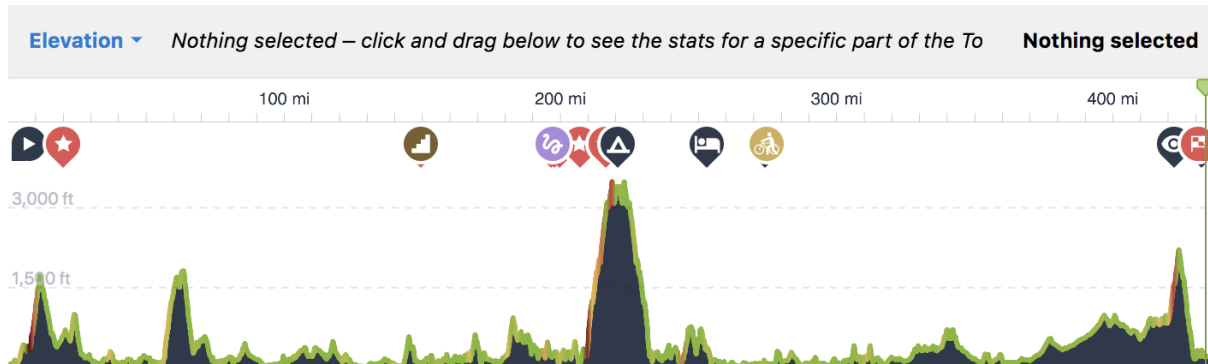 Elevation Nothing selected – click and drag below to see the stats for a specific part of the To Nothing selected
100 mi 200 mi 300 mi 400 mi
3,000 ft
1,500 ft